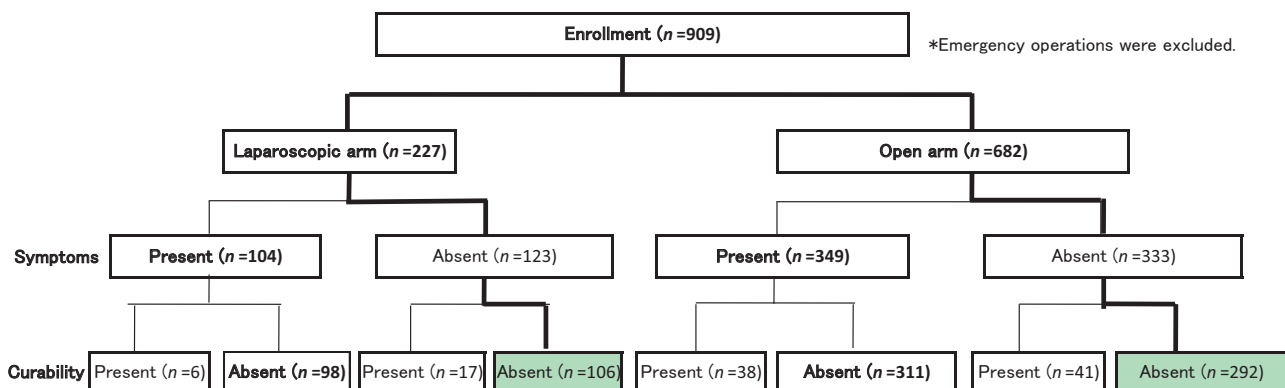 Enrollment (n =909)
*Emergency operations were excluded.
Laparoscopic arm (n =227)
Open arm (n =682)
Symptoms
Present (n =104)
Absent (n =123)
Present (n =349)
Absent (n =333)
Curability
Present (n =6)
Absent (n =98)
Present (n =17)
Absent (n =106)
Present (n =38)
Absent (n =311)
Present (n =41)
Absent (n =292)